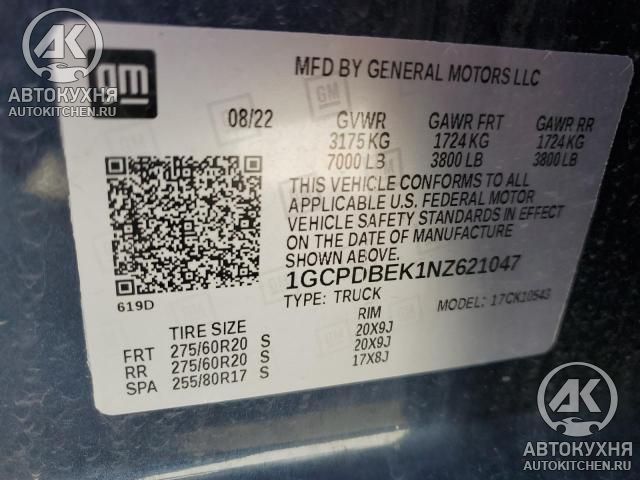 AK
АВТОКУХНЯ
AUTOKITCHEN.RU
GM
MFD BY GENERAL MOTORS LLC
08/22 GVWR GAWR FRT GAWR RR
3175 KG 1724 KG 1724 KG
7000 LB 3800 LB 3800 LB
THIS VEHICLE CONFORMS TO ALL
APPLICABLE U.S. FEDERAL MOTOR
VEHICLE SAFETY STANDARDS IN EFFECT
ON THE DATE OF MANUFACTURE
SHOWN ABOVE.
1GCPDBEK1NZ621047
619D TYPE: TRUCK MODEL: 17CK10543
TIRE SIZE RIM
FRT 275/60R20 S 20X9J
RR 275/60R20 S 20X9J
SPA 255/80R17 S 17X8J
AK
АВТОКУХНЯ
AUTOKITCHEN.RU